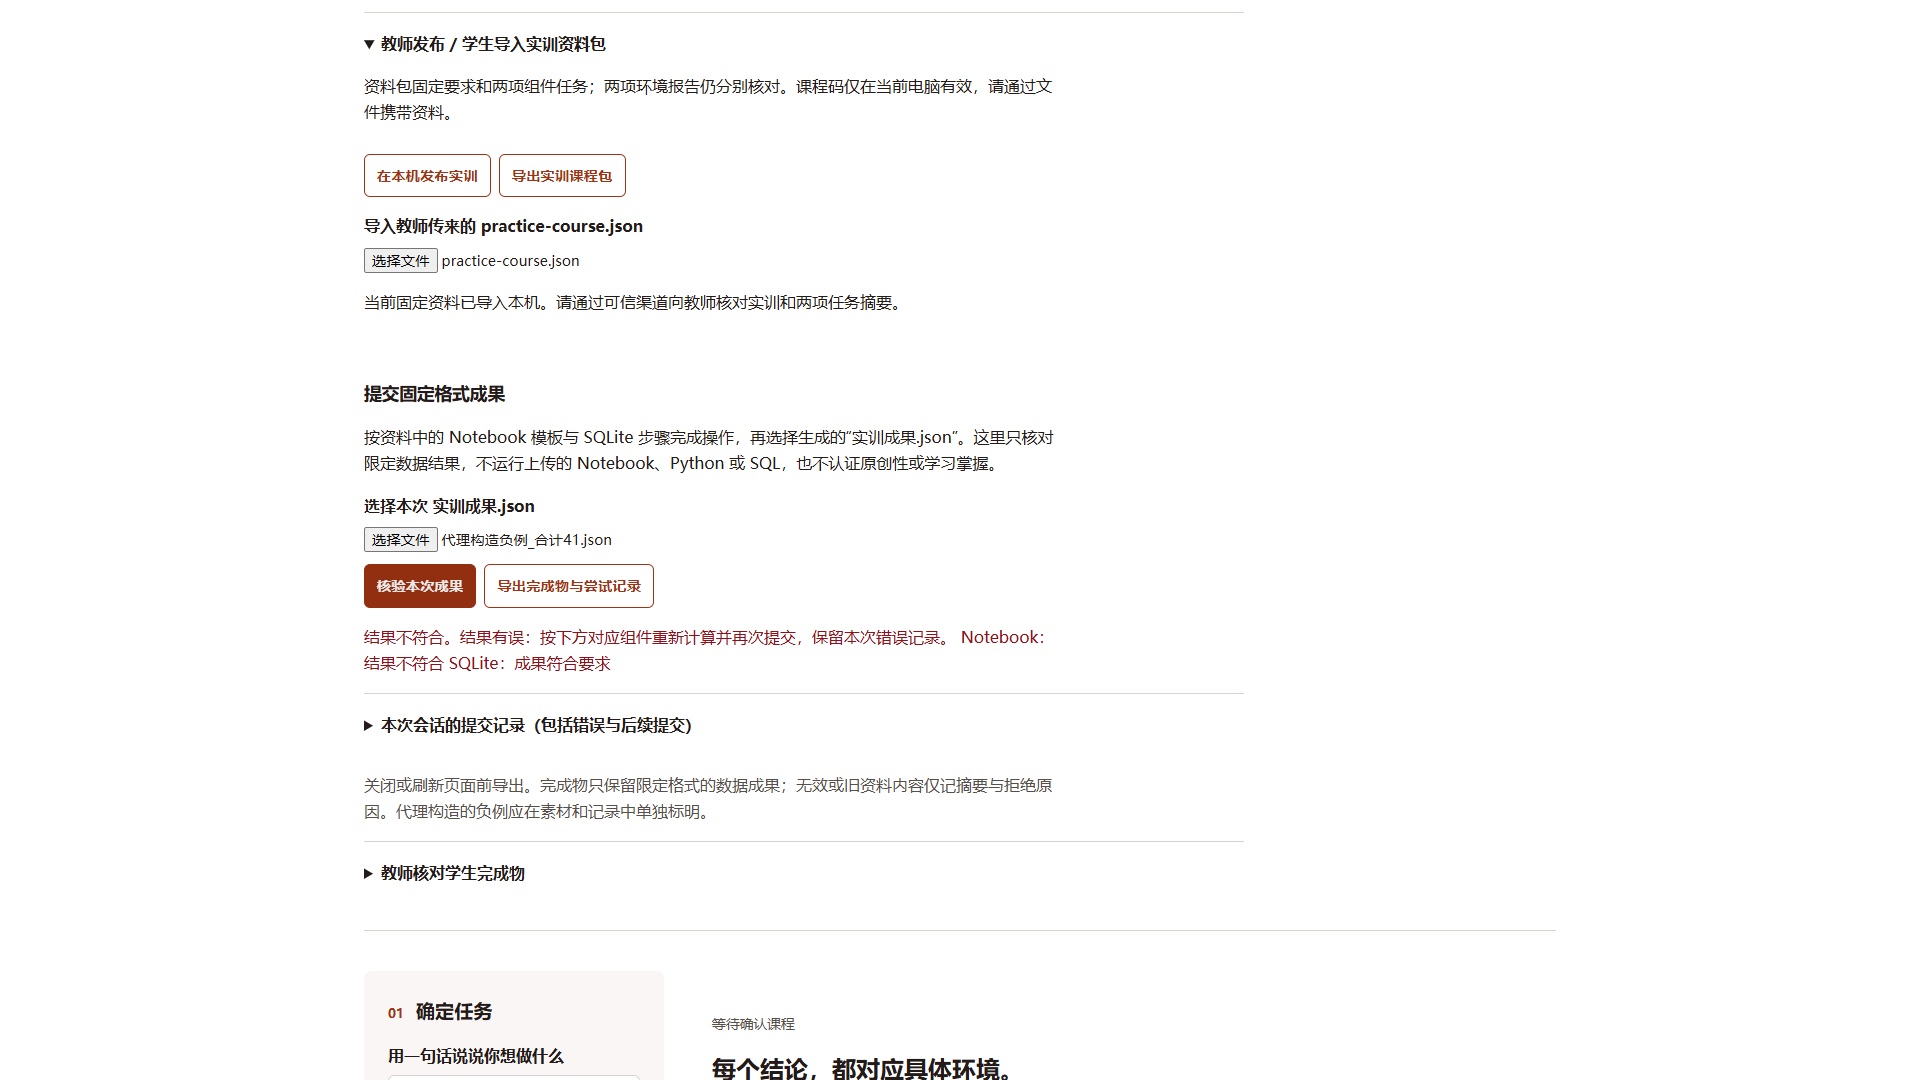 教师发布 / 学生导入实训资料包
资料包固定要求和两项组件任务；两项环境报告仍分别核对。课程码仅在当前电脑有效，请通过文
件携带资料。
在本机发布实训 导出实训课程包
导入教师传来的 practice-course.json
选择文件 practice-course.json
当前固定资料已导入本机。请通过可信渠道向教师核对实训和两项任务摘要。
提交固定格式成果
按资料中的 Notebook 模板与 SQLite 步骤完成操作，再选择生成的“实训成果.json”。这里只核对
限定数据结果，不运行上传的 Notebook、Python 或 SQL，也不认证原创性或学习掌握。
选择本次 实训成果.json
选择文件 代理构造负例_合计41.json
核验本次成果 导出完成物与尝试记录
结果不符合。结果有误：按下方对应组件重新计算并再次提交，保留本次错误记录。 Notebook：
结果不符合 SQLite：成果符合要求
本次会话的提交记录（包括错误与后续提交）
关闭或刷新页面前导出。完成物只保留限定格式的数据成果；无效或旧资料内容仅记摘要与拒绝原
因。代理构造的负例应在素材和记录中单独标明。
教师核对学生完成物
01 确定任务
用一句话说说你想做什么
等待确认课程
每个结论，都对应具体环境。